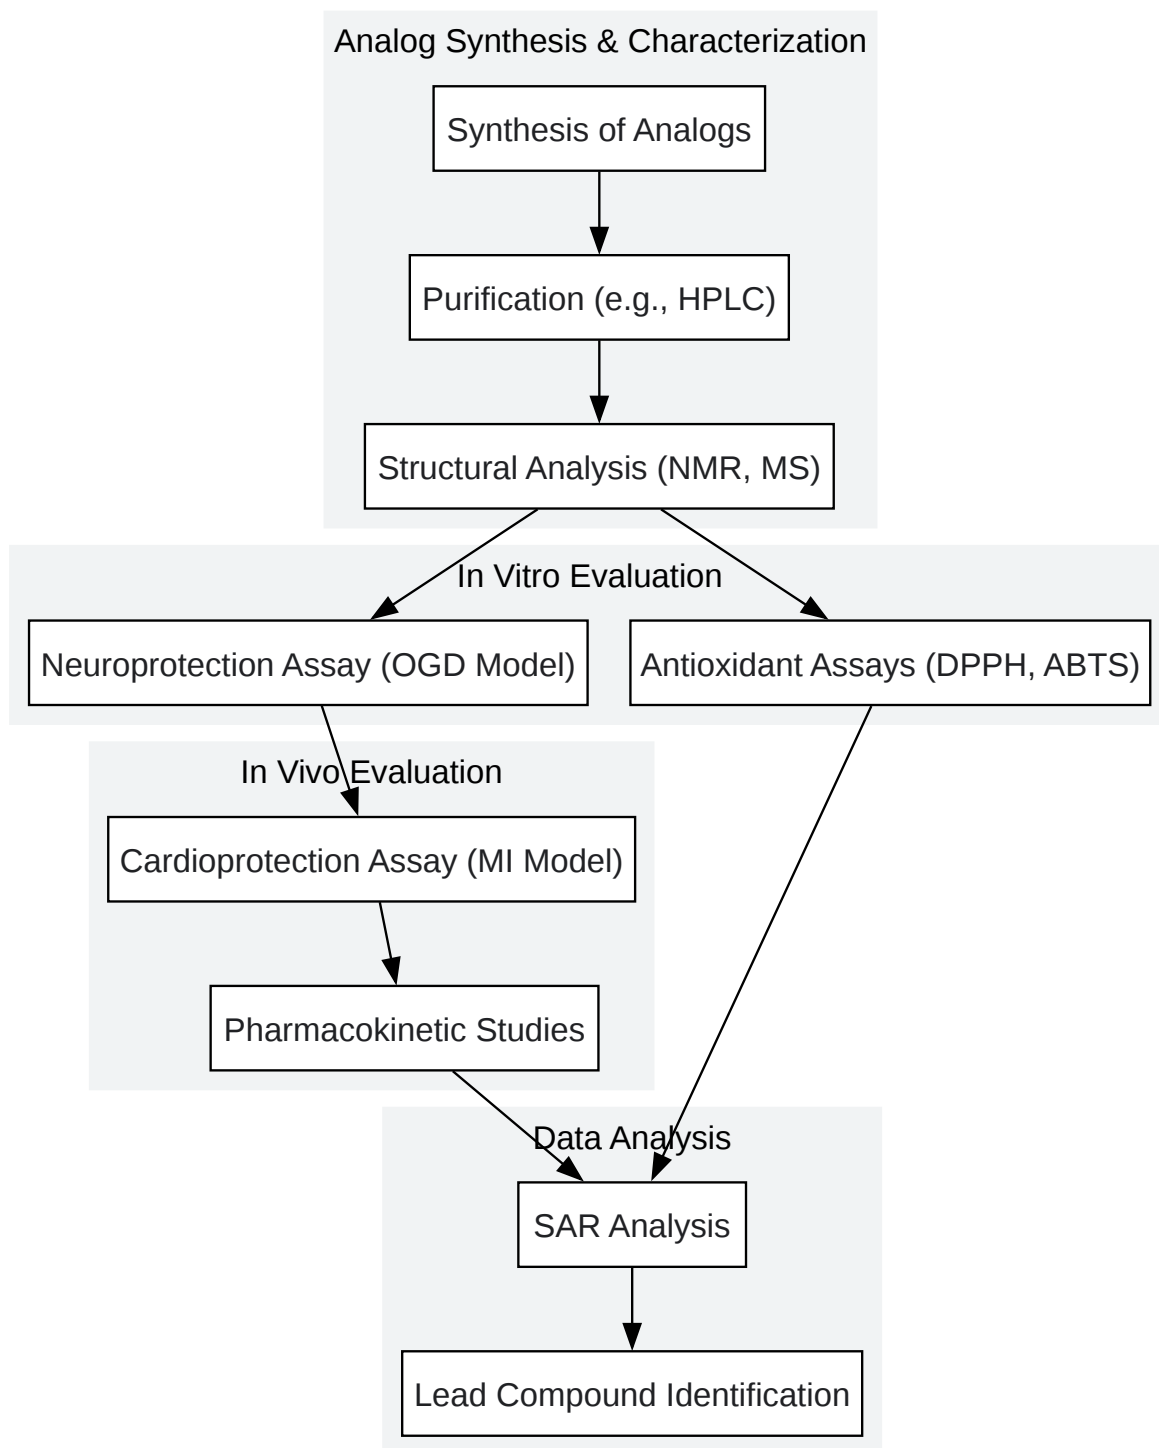 Analog Synthesis & Characterization
Synthesis of Analogs
Purification (e.g., HPLC)
Structural Analysis (NMR, MS)
In Vitro Evaluation
Neuroprotection Assay (OGD Model)
Antioxidant Assays (DPPH, ABTS)
In Vivo Evaluation
Cardioprotection Assay (MI Model)
Pharmacokinetic Studies
Data Analysis
SAR Analysis
Lead Compound Identification